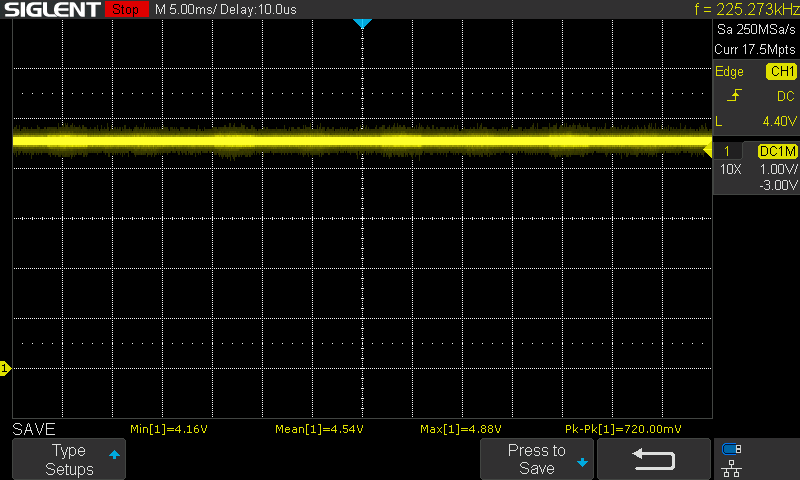 SIGLENT Stop M 5.00ms/ Delay:10.0us f = 225.273kHz
Sa 250MSa/s
Curr 17.5Mpts
Edge CH1
DC
L 4.40V
1 DC1M
10X 1.00V/
-3.00V
1
SAVE Min[1]=4.16V Mean[1]=4.54V Max[1]=4.88V Pk-Pk[1]=720.00mV
Type
Setups
Press to
Save